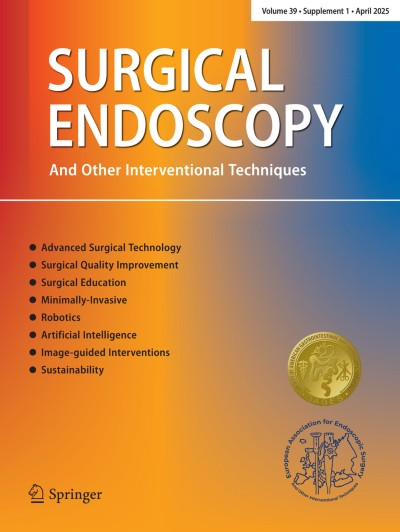 Volume 39 • Supplement 1 • April 2025
SURGICAL
ENDOSCOPY
And Other Interventional Techniques
● Advanced Surgical Technology
● Surgical Quality Improvement
● Surgical Education
● Minimally-Invasive
● Robotics
● Artificial Intelligence
● Image-guided Interventions
● Sustainability
AMERICAN GASTROINTESTINAL
European Association for Endoscopic Surgery
and other Interventional Techniques
Springer